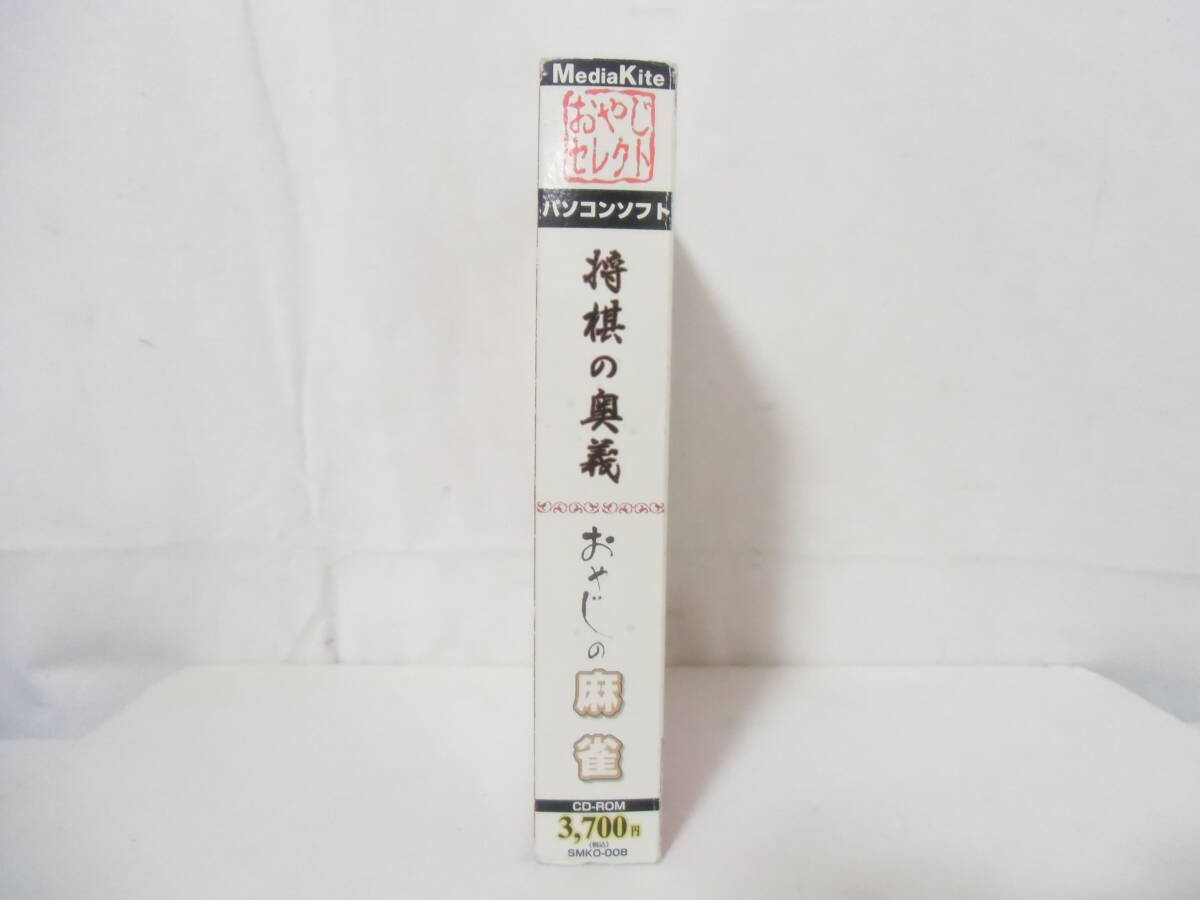 MediaKite
おやじ
セレクト
パソコンソフト
将棋の奥義
おやじの
麻雀
CD-ROM
3,700円
(税込)
SMKO-008